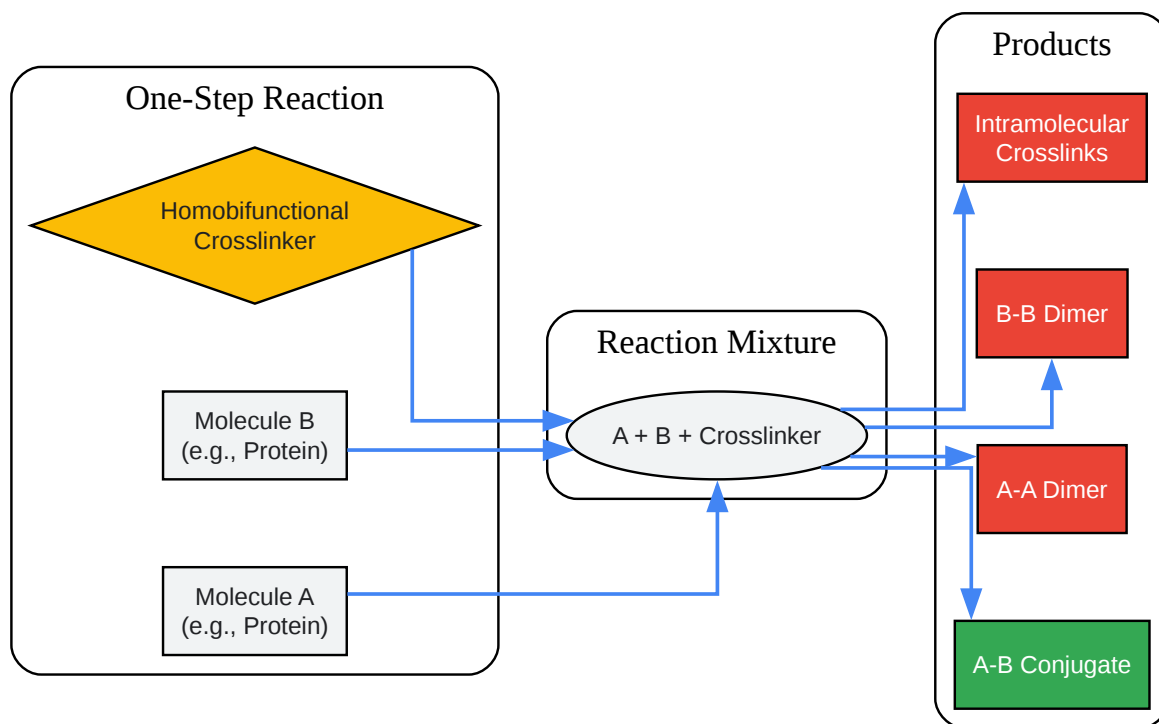 One-Step Reaction
Homobifunctional
Crosslinker
Molecule B
(e.g., Protein)
Molecule A
(e.g., Protein)
Reaction Mixture
A + B + Crosslinker
Products
Intramolecular
Crosslinks
B-B Dimer
A-A Dimer
A-B Conjugate